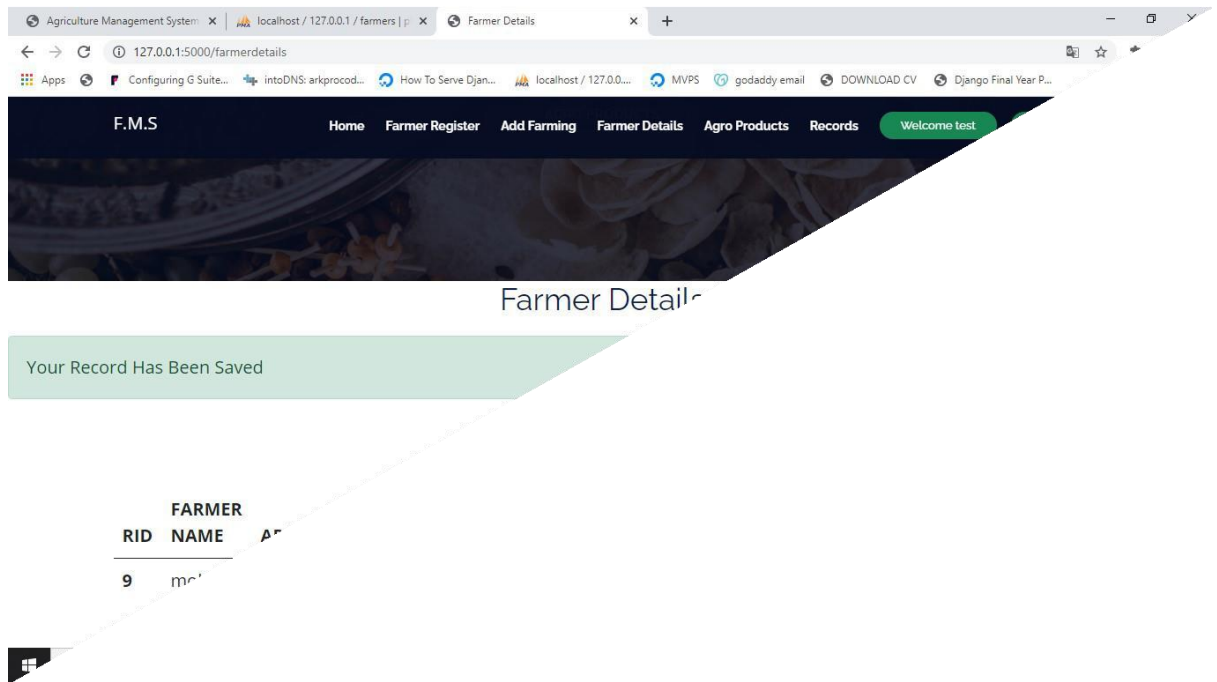 Agriculture Management System
localhost / 127.0.0.1 / farmers | p
Farmer Details
127.0.0.1:5000/farmerdetails
Apps
Configuring G Suite...
intoDNS: arkprocod...
How To Serve Djan...
localhost / 127.0.0....
MVPS
godaddy email
DOWNLOAD CV
Django Final Year P...
F.M.S
Home Farmer Register Add Farming Farmer Details Agro Products Records Welcome test
Farmer Details
Your Record Has Been Saved
FARMER
RID NAME
9